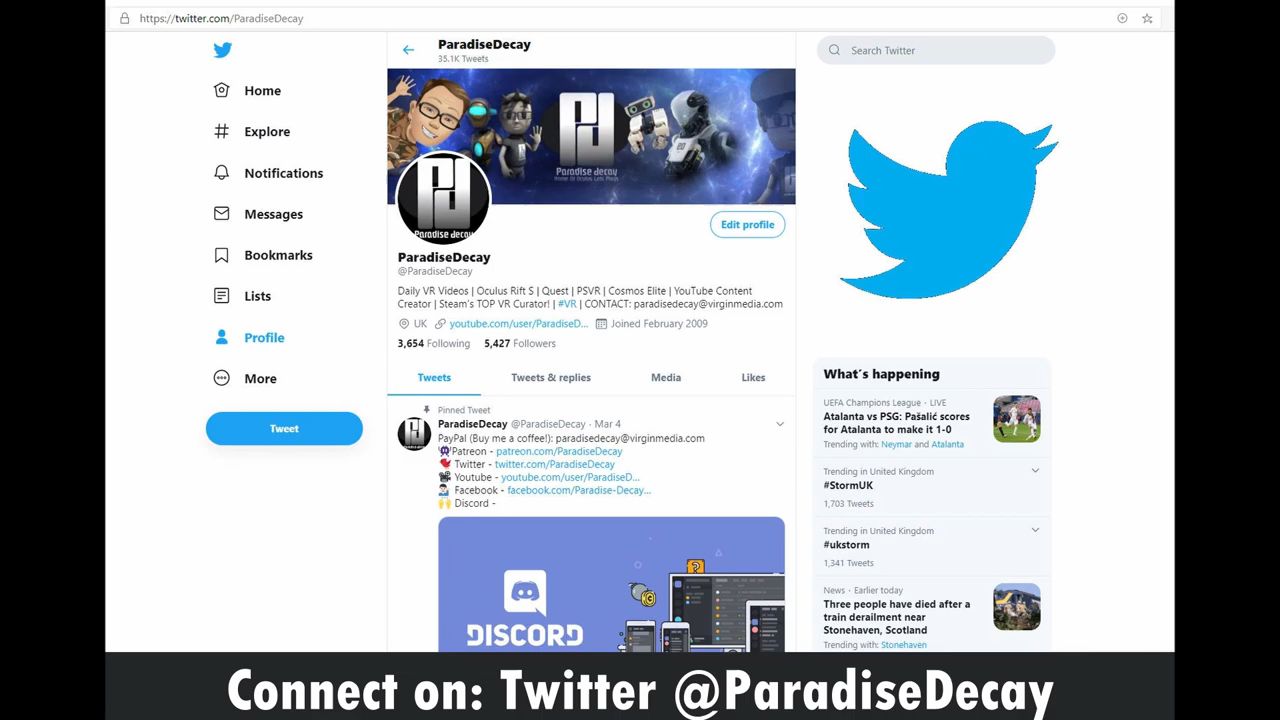 https://twitter.com/ParadiseDecay
Home
Explore
Notifications
Messages
Bookmarks
Lists
Profile
More
Tweet
ParadiseDecay
35.1K Tweets
Pd
Paradise decay
Pd
Paradise decay
Edit profile
ParadiseDecay
@ParadiseDecay
Daily VR Videos | Oculus Rift S | Quest | PSVR | Cosmos Elite | YouTube Content
Creator | Steam's TOP VR Curator! | #VR | CONTACT: paradisedecay@virginmedia.com
UK youtube.com/user/ParadiseD... Joined February 2009
3,654 Following 5,427 Followers
Tweets Tweets & replies Media Likes
Pinned Tweet
ParadiseDecay @ParadiseDecay · Mar 4
PayPal (Buy me a coffee!): paradisedecay@virginmedia.com
Patreon - patreon.com/ParadiseDecay
Twitter - twitter.com/ParadiseDecay
Youtube - youtube.com/user/ParadiseD...
Facebook - facebook.com/Paradise-Decay...
Discord -
DISCORD
Search Twitter
What's happening
UEFA Champions League · LIVE
Atalanta vs PSG: Pašalić scores
for Atalanta to make it 1-0
Trending with: Neymar and Atalanta
Trending in United Kingdom
#StormUK
1,703 Tweets
Trending in United Kingdom
#ukstorm
1,341 Tweets
News · Earlier today
Three people have died after a
train derailment near
Stonehaven, Scotland
Trending with: Stonehaven
Connect on: Twitter @ParadiseDecay